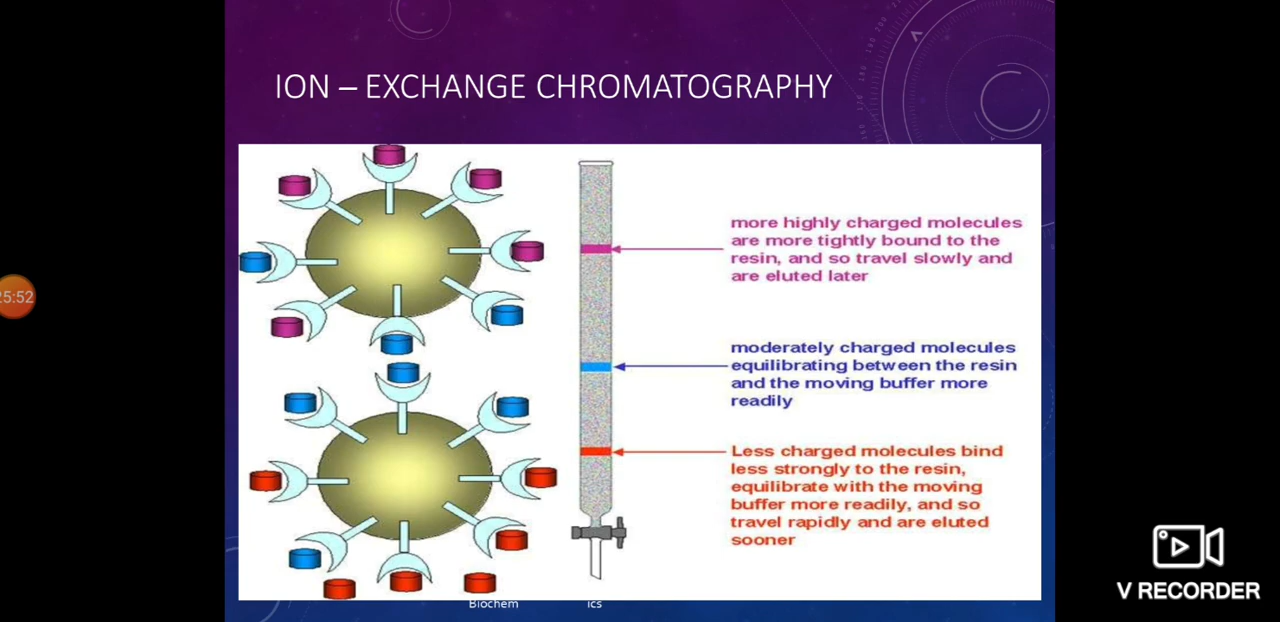 ION – EXCHANGE CHROMATOGRAPHY
more highly charged molecules
are more tightly bound to the
resin, and so travel slowly and
are eluted later
25:52
moderately charged molecules
equilibrating between the resin
and the moving buffer more
readily
Less charged molecules bind
less strongly to the resin,
equilibrate with the moving
buffer more readily, and so
travel rapidly and are eluted
sooner
V RECORDER
Biochem ics